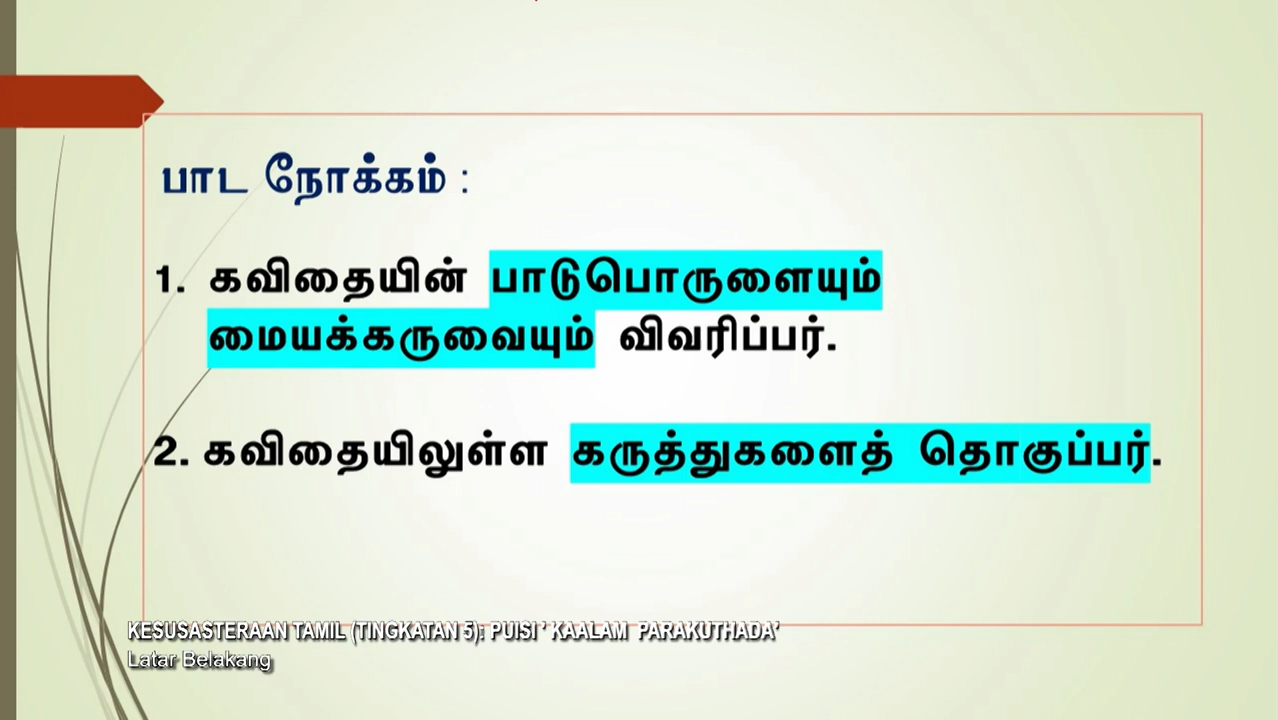 பாட நோக்கம் :
1. கவிதையின் பாடுபொருளையும்
மையக்கருவையும் விவரிப்பர்.
2. கவிதையிலுள்ள கருத்துகளைத் தொகுப்பர்.
KESUSASTERAAN TAMIL (TINGKATAN 5): PUISI ' KAALAM PARAKUTHADA'
Latar Belakang